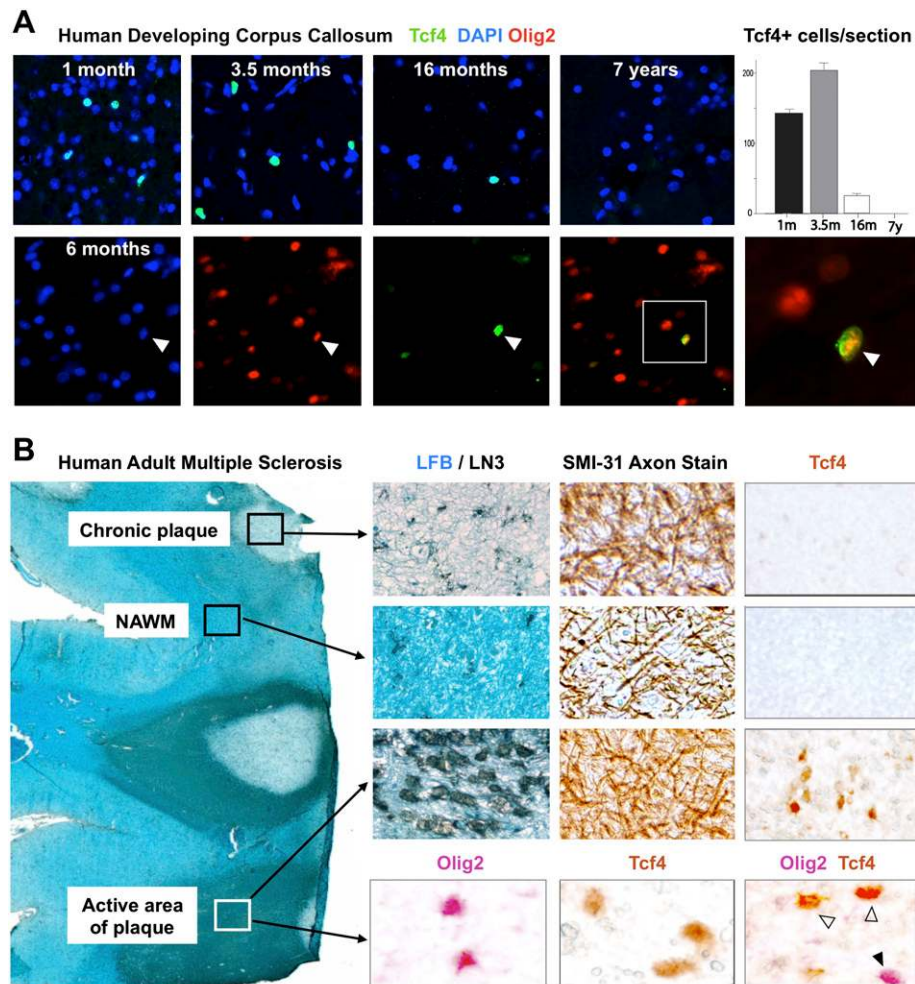 A
Human Developing Corpus Callosum Tcf4 DAPI Olig2
Tcf4+ cells/section
1 month
3.5 months
16 months
7 years
200
100
0
1m 3.5m 16m 7y
6 months
B
Human Adult Multiple Sclerosis
LFB / LN3
SMI-31 Axon Stain
Tcf4
Chronic plaque
NAWM
Active area
of plaque
Olig2
Tcf4
Olig2 Tcf4